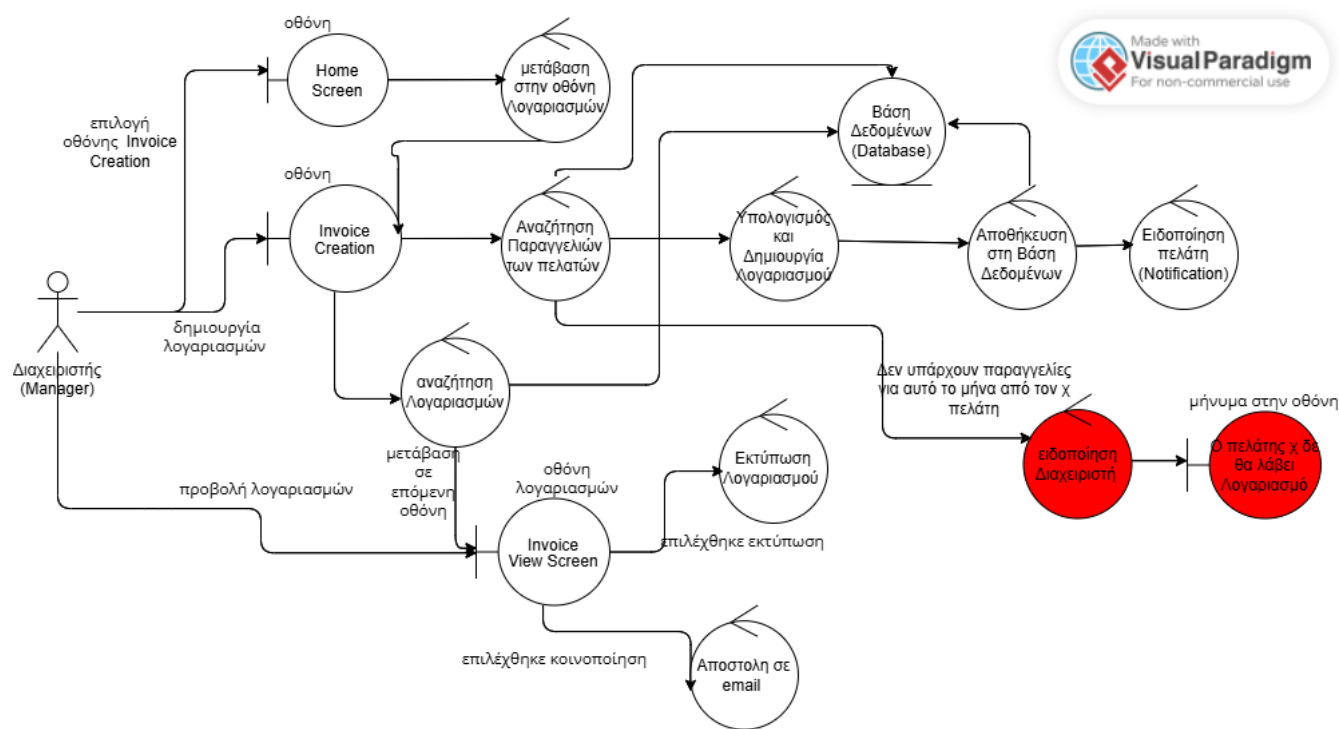 οθόνη
Home
Screen
μετάβαση
στην οθόνη
Λογαριασμών
Made with
Visual Paradigm
For non-commercial use
επιλογή
οθόνης Invoice
Creation
Βάση
Δεδομένων
(Database)
οθόνη
Invoice
Creation
Αναζήτηση
Παραγγελιών
των πελατών
Υπολογισμός
και
Δημιουργία
Λογαριασμού
Αποθήκευση
στη Βάση
Δεδομένων
Ειδοποίηση
πελάτη
(Notification)
δημιουργία
λογαριασμών
Διαχειριστής
(Manager)
αναζήτηση
Λογαριασμών
Δεν υπάρχουν παραγγελίες
για αυτό το μήνα από τον χ
πελάτη
μήνυμα στην οθόνη
ειδοποίηση
Διαχειριστή
Ο πελάτης χ δε
θα λάβει
Λογαριασμό
μετάβαση
σε
επόμενη
οθόνη
οθόνη
λογαριασμών
Εκτύπωση
Λογαριασμού
προβολή λογαριασμών
Invoice
View Screen
επιλέχθηκε εκτύπωση
επιλέχθηκε κοινοποίηση
Αποστολη σε
email